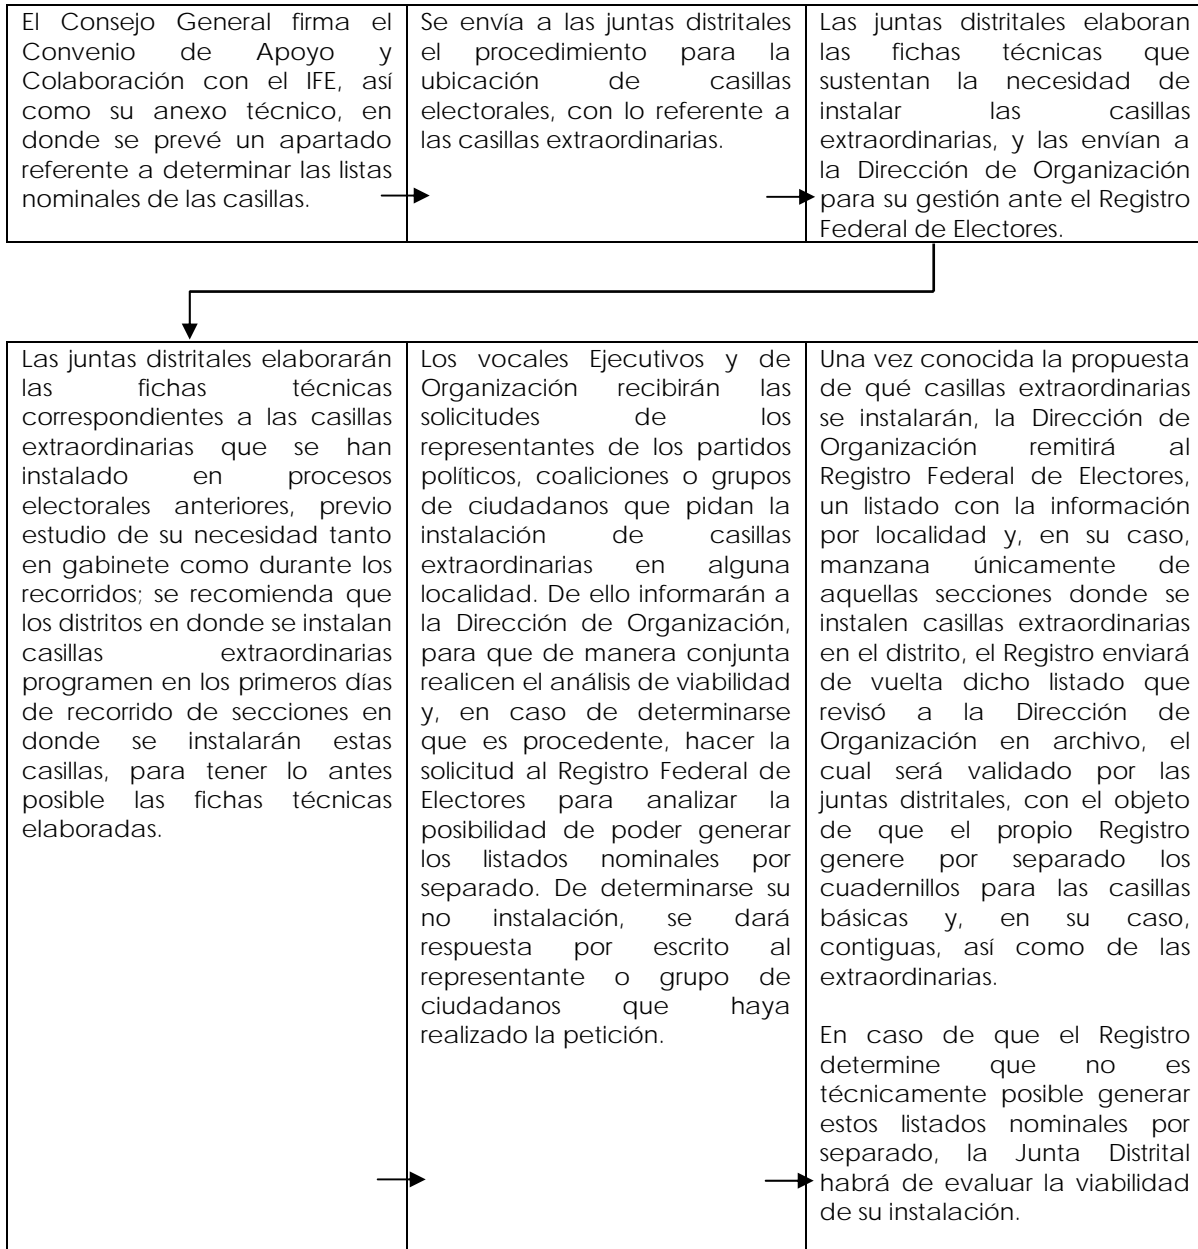 El Consejo General firma el
Convenio de Apoyo y
Colaboración con el IFE, así
como su anexo técnico, en
donde se prevé un apartado
referente a determinar las listas
nominales de las casillas.
Se envía a las juntas distritales
el procedimiento para la
ubicación de casillas
electorales, con lo referente a
las casillas extraordinarias.
Las juntas distritales elaboran
las fichas técnicas que
sustentan la necesidad de
instalar las casillas
extraordinarias, y las envían a
la Dirección de Organización
para su gestión ante el Registro
Federal de Electores.
Las juntas distritales elaborarán
las fichas técnicas
correspondientes a las casillas
extraordinarias que se han
instalado en procesos
electorales anteriores, previo
estudio de su necesidad tanto
en gabinete como durante los
recorridos; se recomienda que
los distritos en donde se instalan
casillas extraordinarias
programen en los primeros días
de recorrido de secciones en
donde se instalarán estas
casillas, para tener lo antes
posible las fichas técnicas
elaboradas.
Los vocales Ejecutivos y de
Organización recibirán las
solicitudes de los
representantes de los partidos
políticos, coaliciones o grupos
de ciudadanos que pidan la
instalación de casillas
extraordinarias en alguna
localidad. De ello informarán a
la Dirección de Organización,
para que de manera conjunta
realicen el análisis de viabilidad
y, en caso de determinarse
que es procedente, hacer la
solicitud al Registro Federal de
Electores para analizar la
posibilidad de poder generar
los listados nominales por
separado. De determinarse su
no instalación, se dará
respuesta por escrito al
representante o grupo de
ciudadanos que haya
realizado la petición.
Una vez conocida la propuesta
de qué casillas extraordinarias
se instalarán, la Dirección de
Organización remitirá al
Registro Federal de Electores,
un listado con la información
por localidad y, en su caso,
manzana únicamente de
aquellas secciones donde se
instalen casillas extraordinarias
en el distrito, el Registro enviará
de vuelta dicho listado que
revisó a la Dirección de
Organización en archivo, el
cual será validado por las
juntas distritales, con el objeto
de que el propio Registro
genere por separado los
cuadernillos para las casillas
básicas y, en su caso,
contiguas, así como de las
extraordinarias.
En caso de que el Registro
determine que no es
técnicamente posible generar
estos listados nominales por
separado, la Junta Distrital
habrá de evaluar la viabilidad
de su instalación.